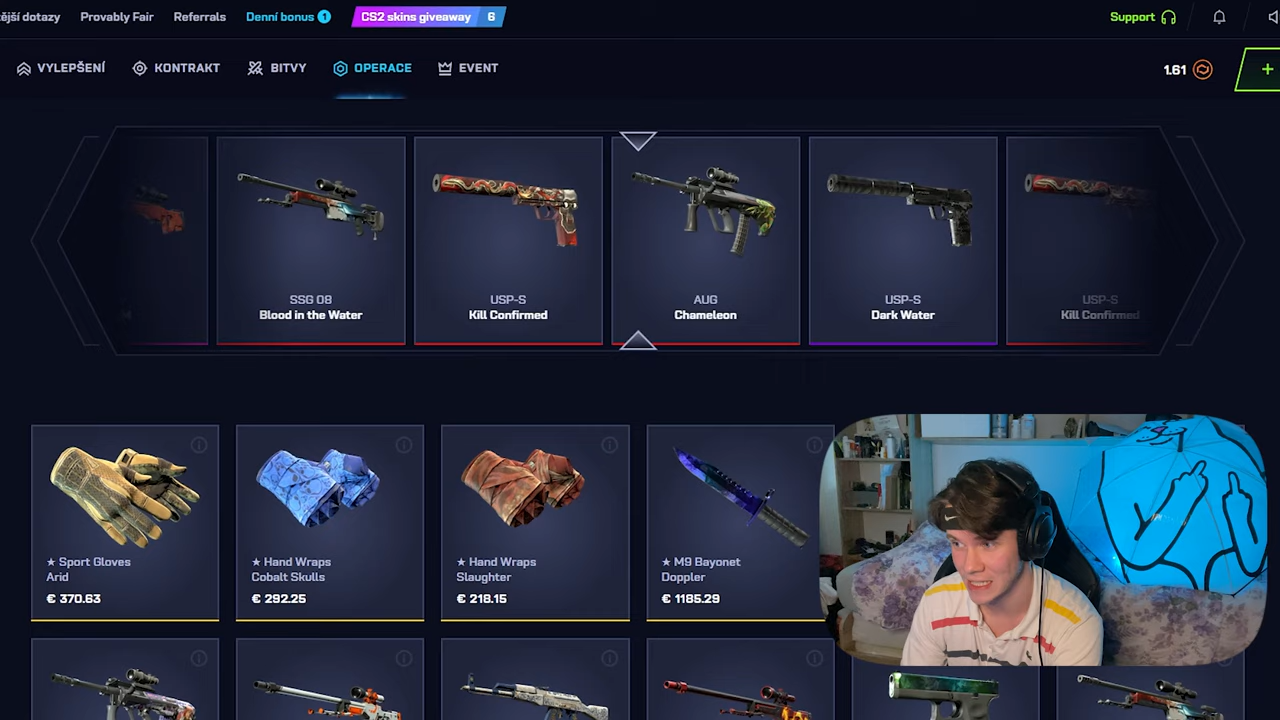 ější dotazy Provably Fair Referrals Denní bonus 1 CS2 skins giveaway 6 Support
VYLEPŠENÍ KONTRAKT BITVY OPERACE EVENT 1.61 +
SSG 08 USP-S AUG USP-S USP-S
Blood in the Water Kill Confirmed Chameleon Dark Water Kill Confirmed
★ Sport Gloves ★ Hand Wraps ★ Hand Wraps ★ M9 Bayonet
Arid Cobalt Skulls Slaughter Doppler
€ 370.63 € 292.25 € 218.15 € 1185.29